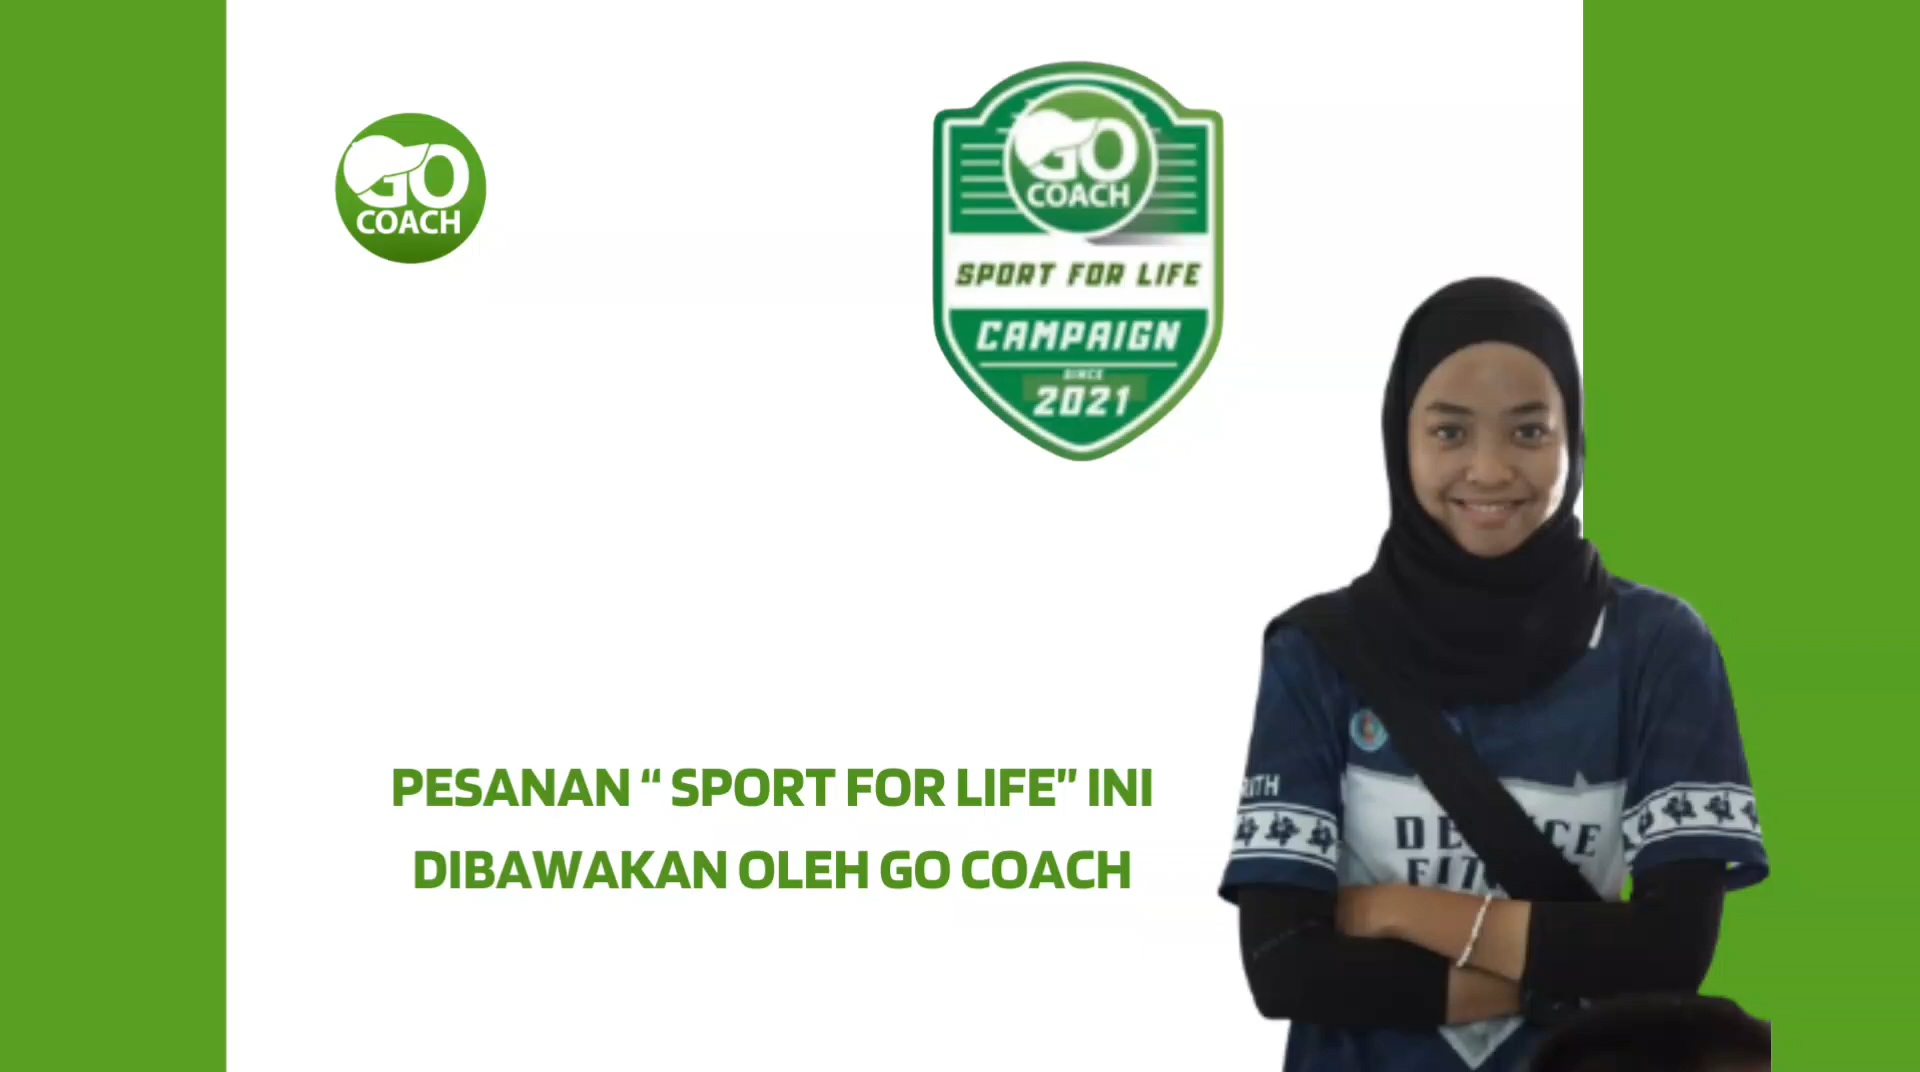 GO
COACH
GO
COACH
SPORT FOR LIFE
CAMPAIGN
SINCE
2021
PESANAN “ SPORT FOR LIFE” INI
DIBAWAKAN OLEH GO COACH